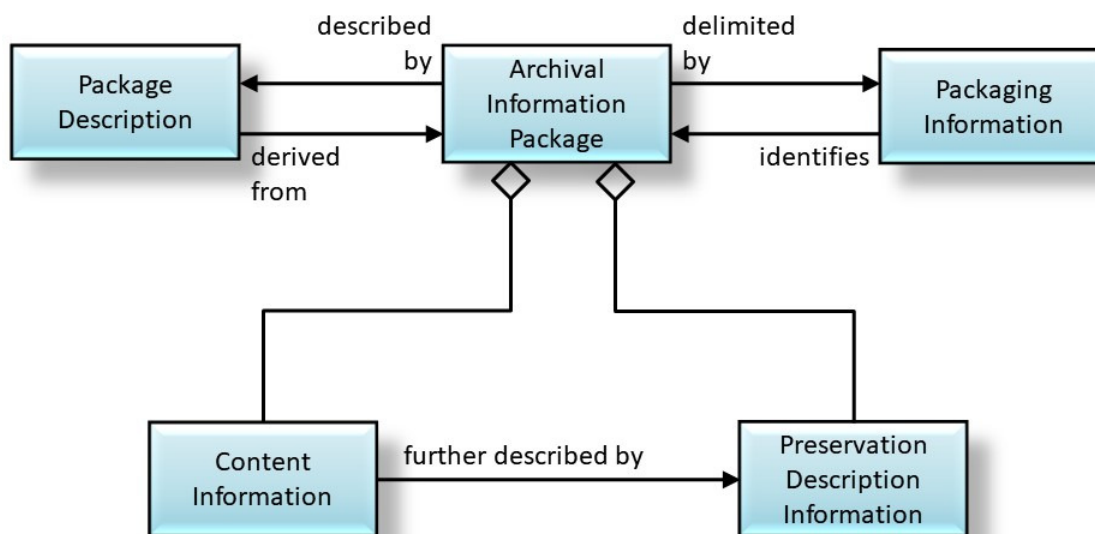 described
by
delimited
by
Package
Description
Archival
Information
Package
Packaging
Information
derived
from
identifies
Content
Information
further described by
Preservation
Description
Information